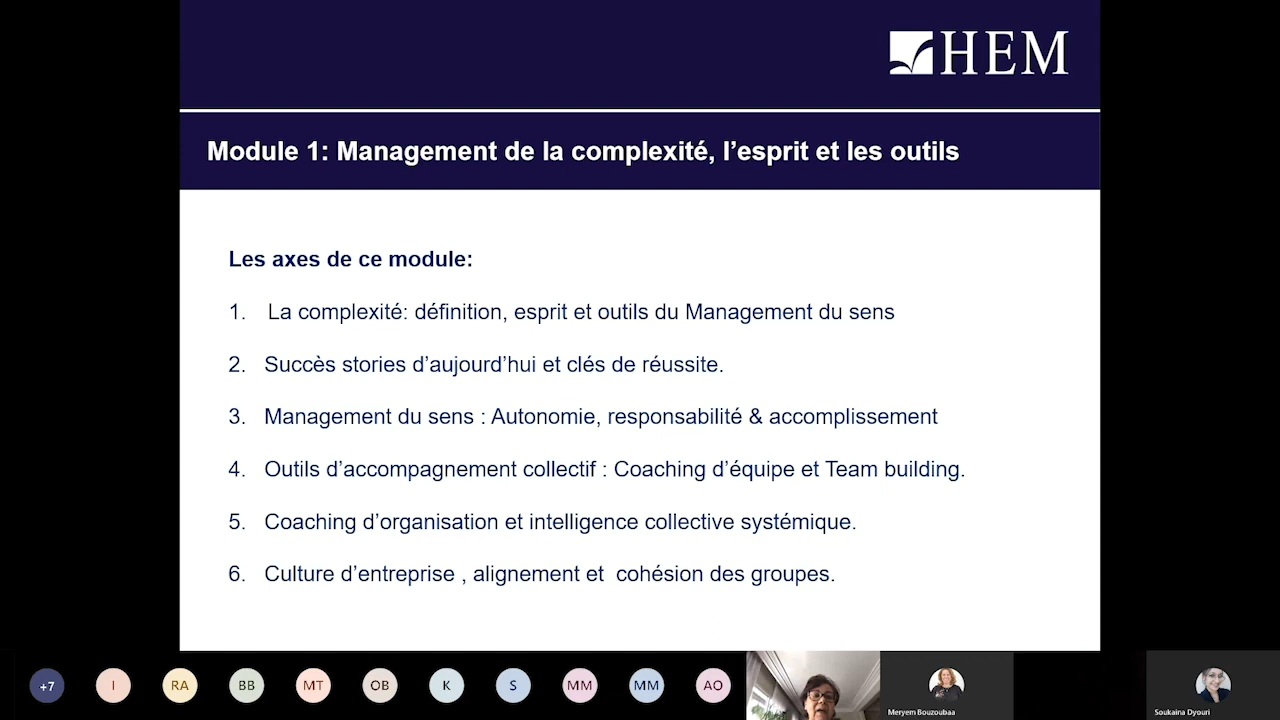 HEM
Module 1: Management de la complexité, l’esprit et les outils
Les axes de ce module:
1. La complexité: définition, esprit et outils du Management du sens
2. Succès stories d’aujourd’hui et clés de réussite.
3. Management du sens : Autonomie, responsabilité & accomplissement
4. Outils d’accompagnement collectif : Coaching d’équipe et Team building.
5. Coaching d’organisation et intelligence collective systémique.
6. Culture d’entreprise , alignement et cohésion des groupes.
+7 I RA BB MT OB K S MM MM AO
Meryem Bouzoubaa
Soukaina Dyouri